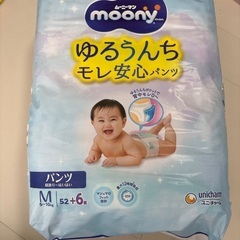 ムーニーマン
moony
ゆるうんち
モレ安心パンツ
パンツ
M
52+6枚
unicharm
ユニ・チャーム